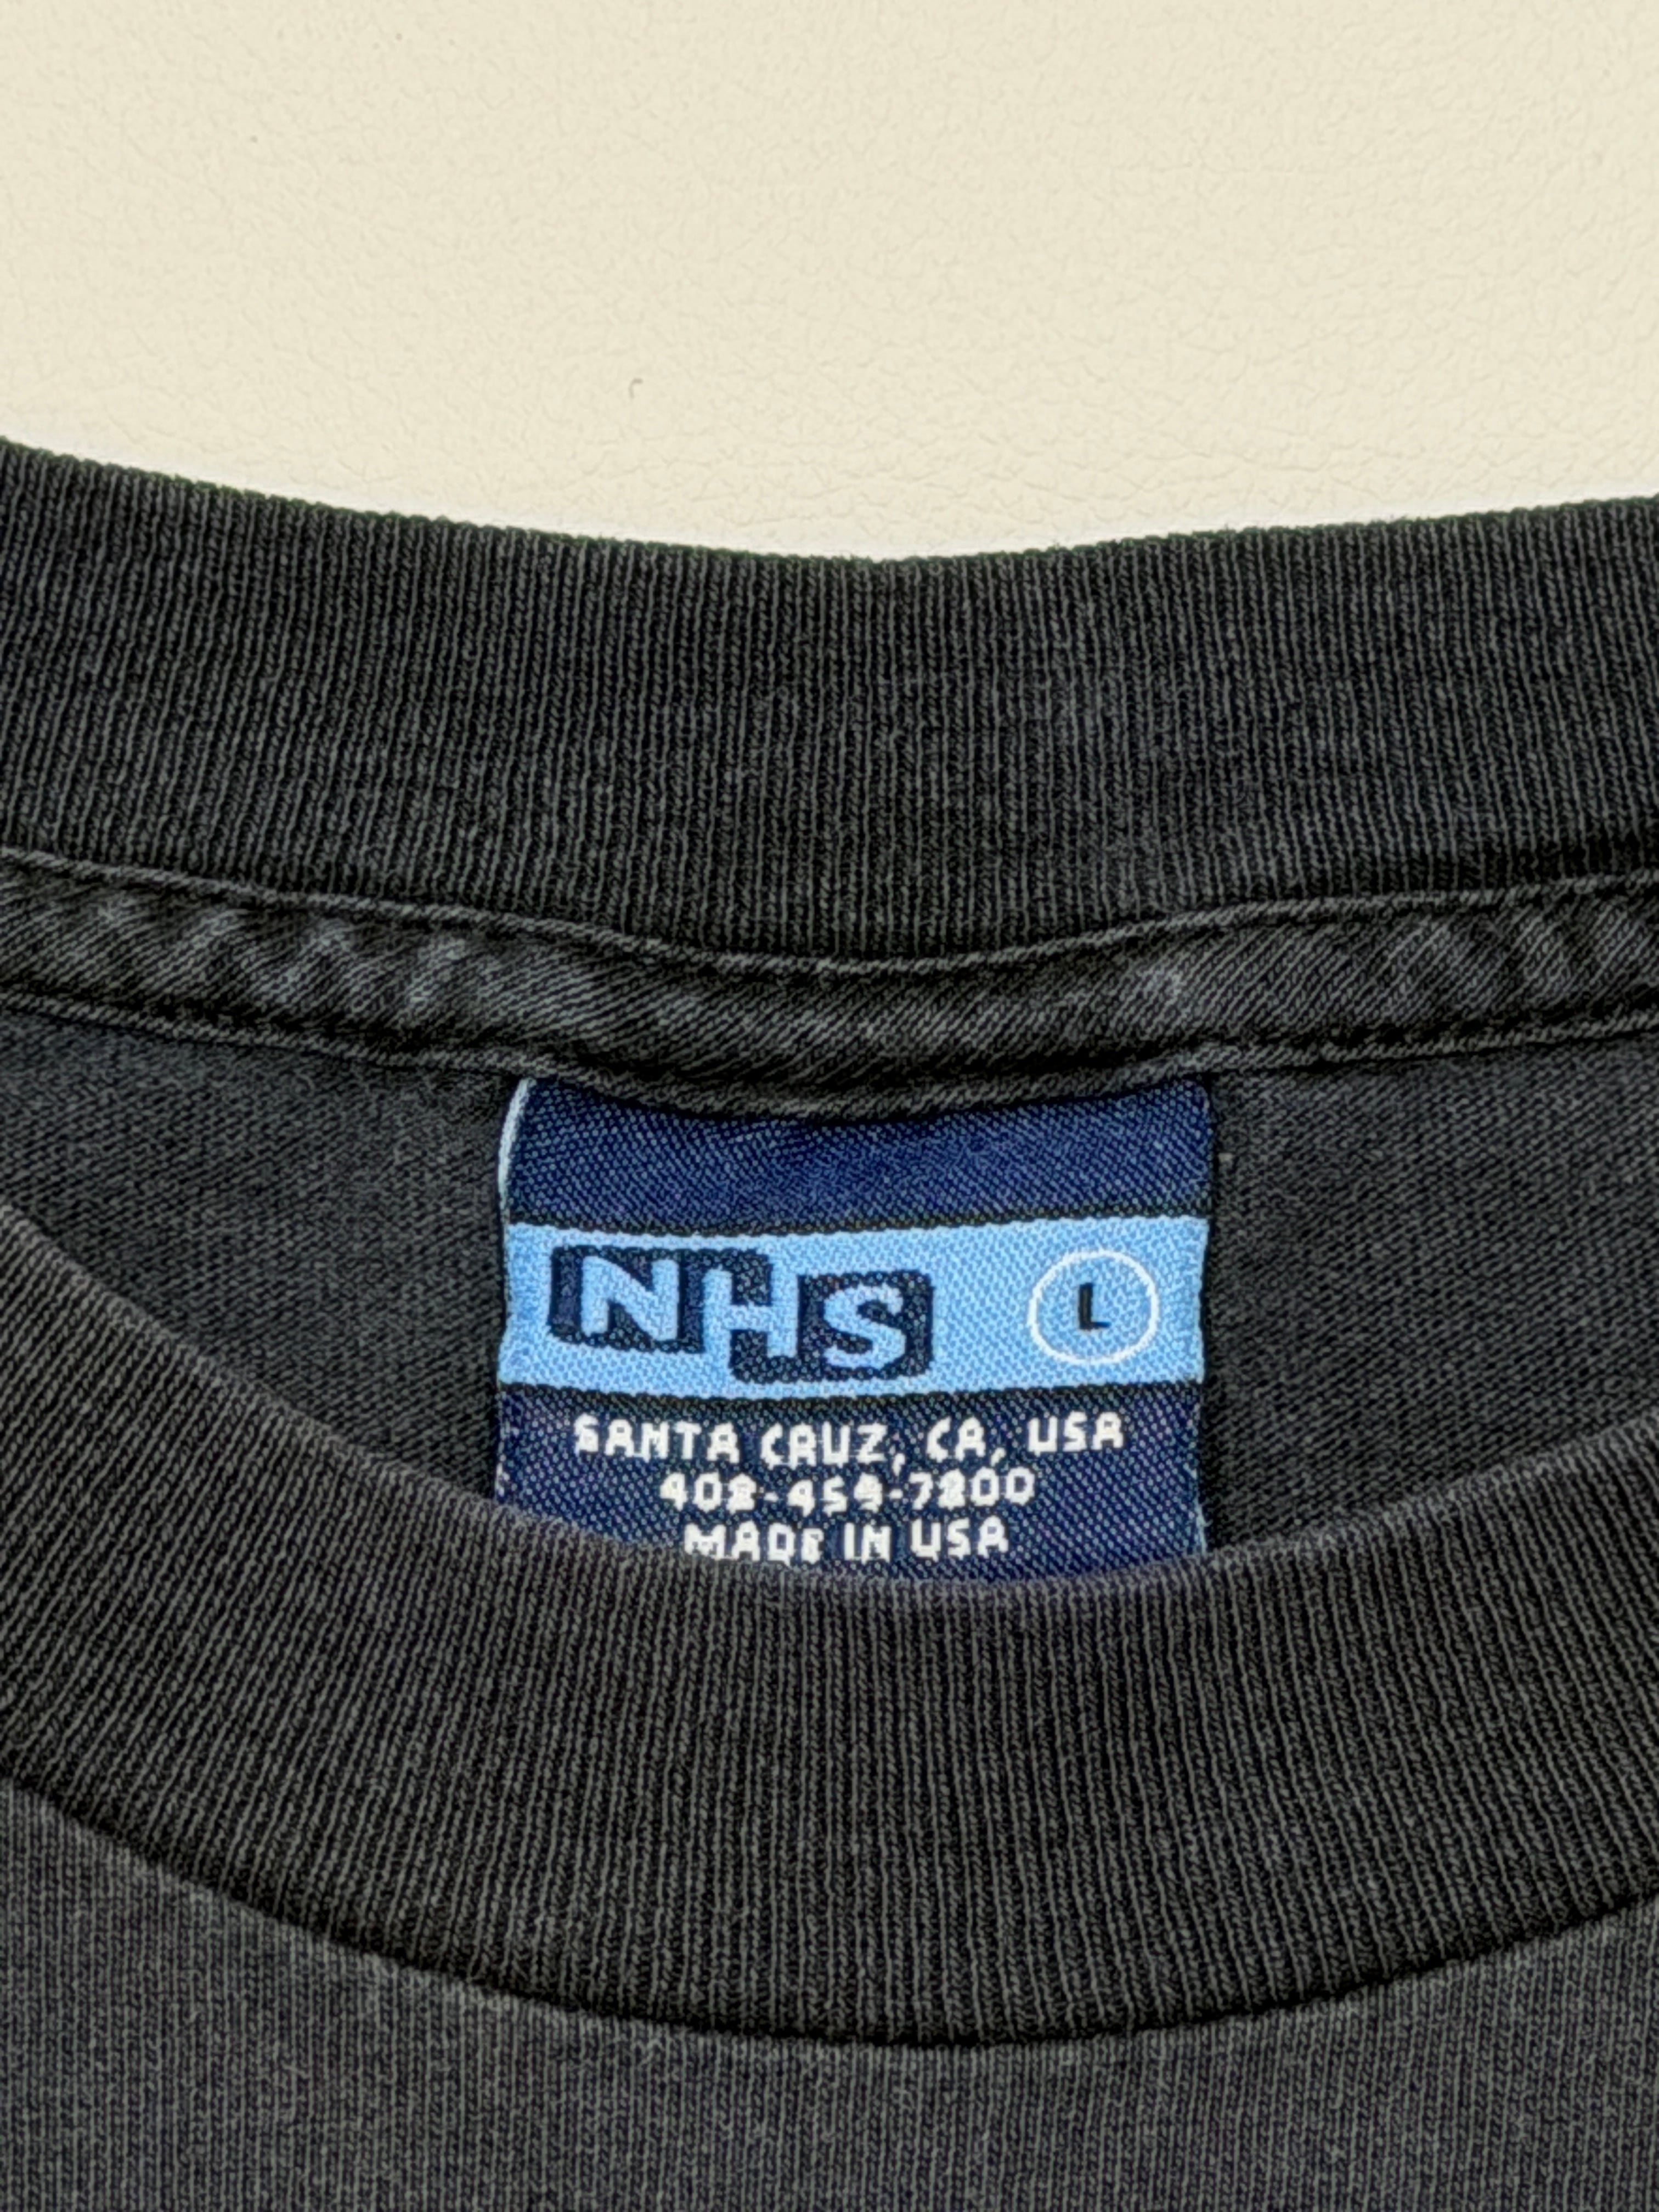 NHS L
SANTA CRUZ, CA, USA
408-459-7800
MADE IN USA